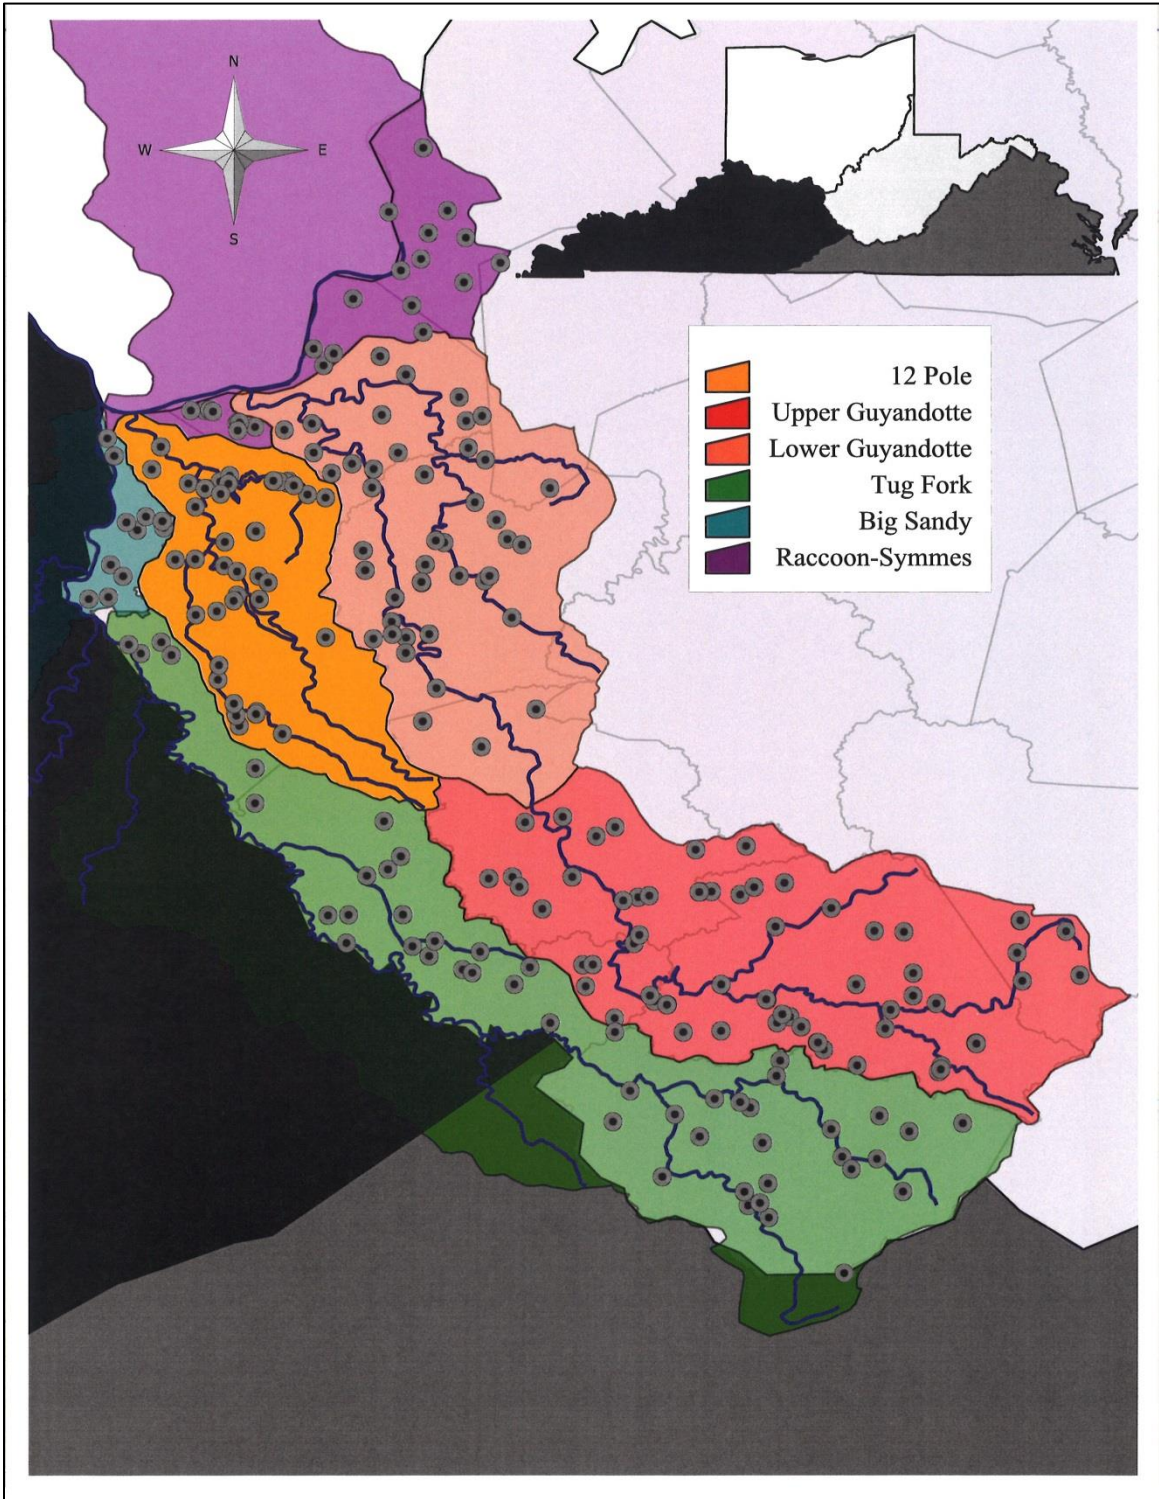 N
W E
S
12 Pole
Upper Guyandotte
Lower Guyandotte
Tug Fork
Big Sandy
Raccoon-Symmes